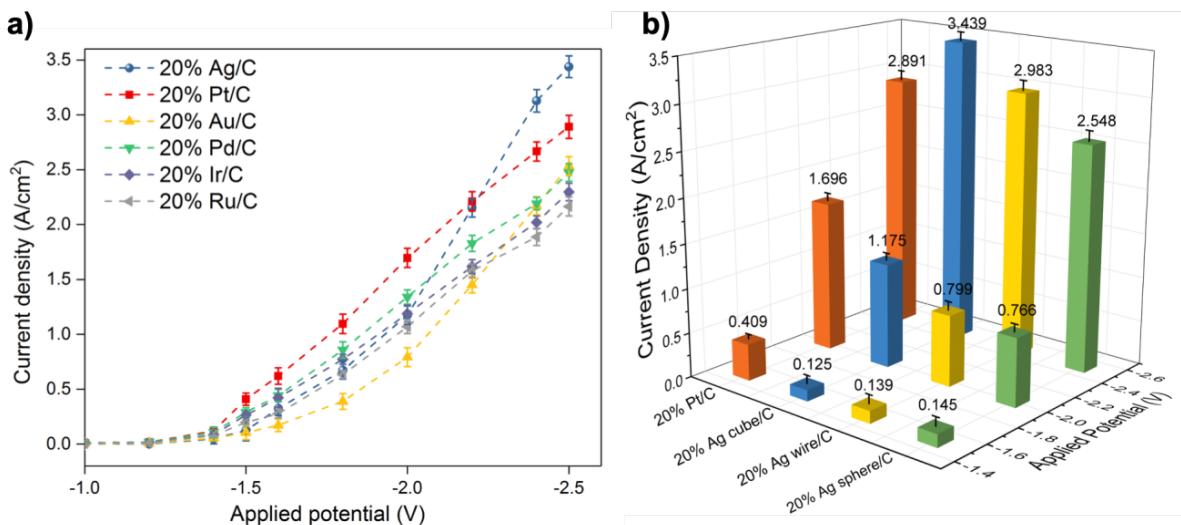 a)
3.5
3.0
2.5
2.0
1.5
1.0
0.5
0.0
Current density (A/cm²)
20% Ag/C
20% Pt/C
20% Au/C
20% Pd/C
20% Ir/C
20% Ru/C
-1.0
-1.5
-2.0
-2.5
Applied potential (V)
b)
3.5
3.0
2.5
2.0
1.5
1.0
0.5
0.0
Current Density (A/cm²)
3.439
2.891
2.983
2.548
1.696
1.175
0.799
0.766
0.409
0.125
0.139
0.145
20% Pt/C
20% Ag cube/C
20% Ag wire/C
20% Ag sphere/C
-1.4
-1.6
-1.8
-2.0
-2.2
-2.4
-2.6
Applied Potential (V)